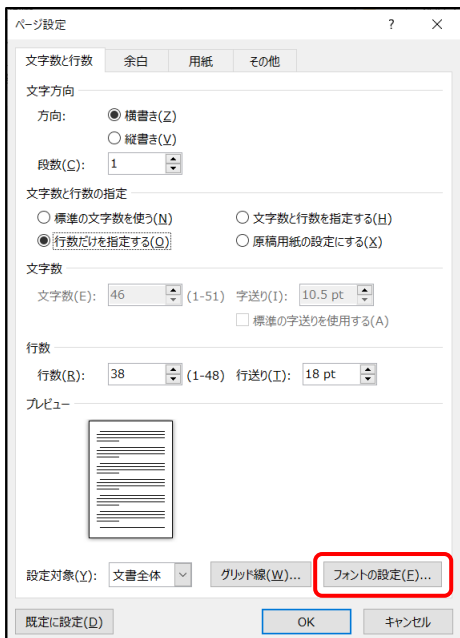 ページ設定 ? ×
文字数と行数 余白 用紙 その他
文字方向
方向: 横書き(Z)
縦書き(V)
段数(C): 1
文字数と行数の指定
標準の文字数を使う(N) 文字数と行数を指定する(H)
行数だけを指定する(O) 原稿用紙の設定にする(X)
文字数
文字数(E): 46 (1-51) 字送り(I): 10.5 pt
標準の字送りを使用する(A)
行数
行数(R): 38 (1-48) 行送り(T): 18 pt
プレビュー
設定対象(Y): 文書全体 グリッド線(W)... フォントの設定(F)...
既定に設定(D) OK キャンセル